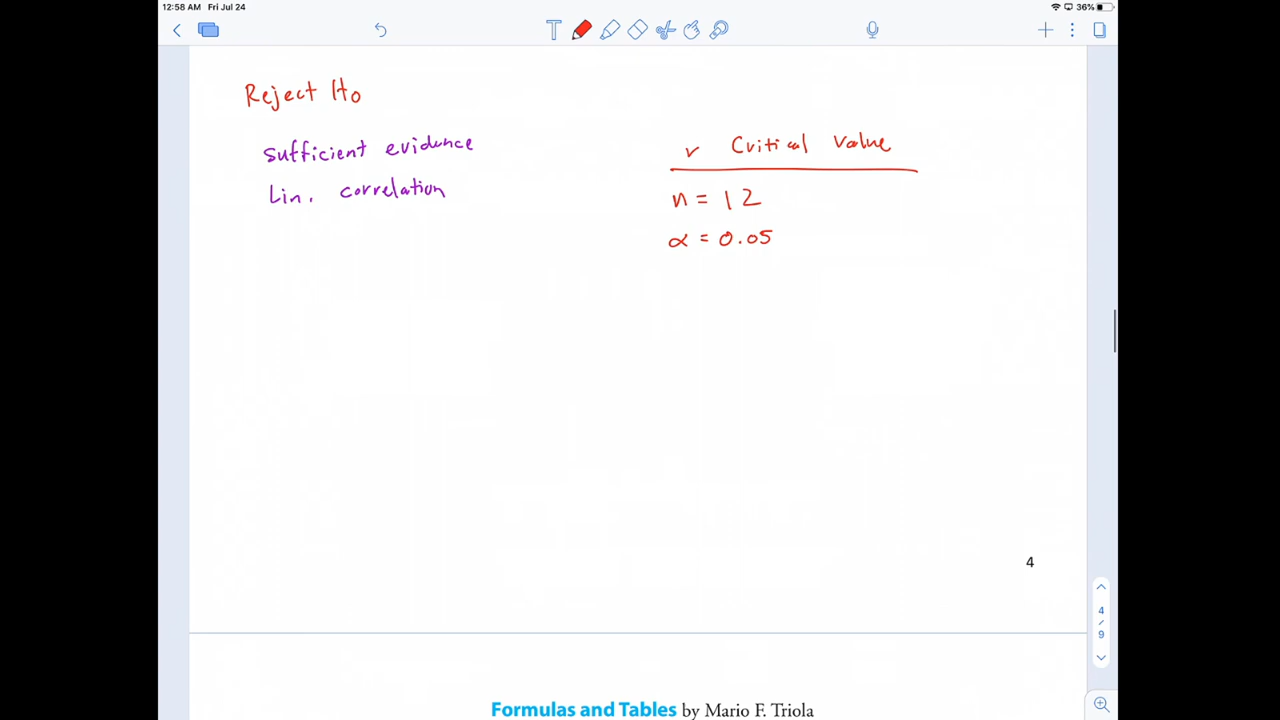 12:58 AM Fri Jul 24
36%
Reject Ho
Sufficient evidence
Lin. correlation
r Critical Value
n = 12
α = 0.05
4
4
/
9
Formulas and Tables by Mario F. Triola